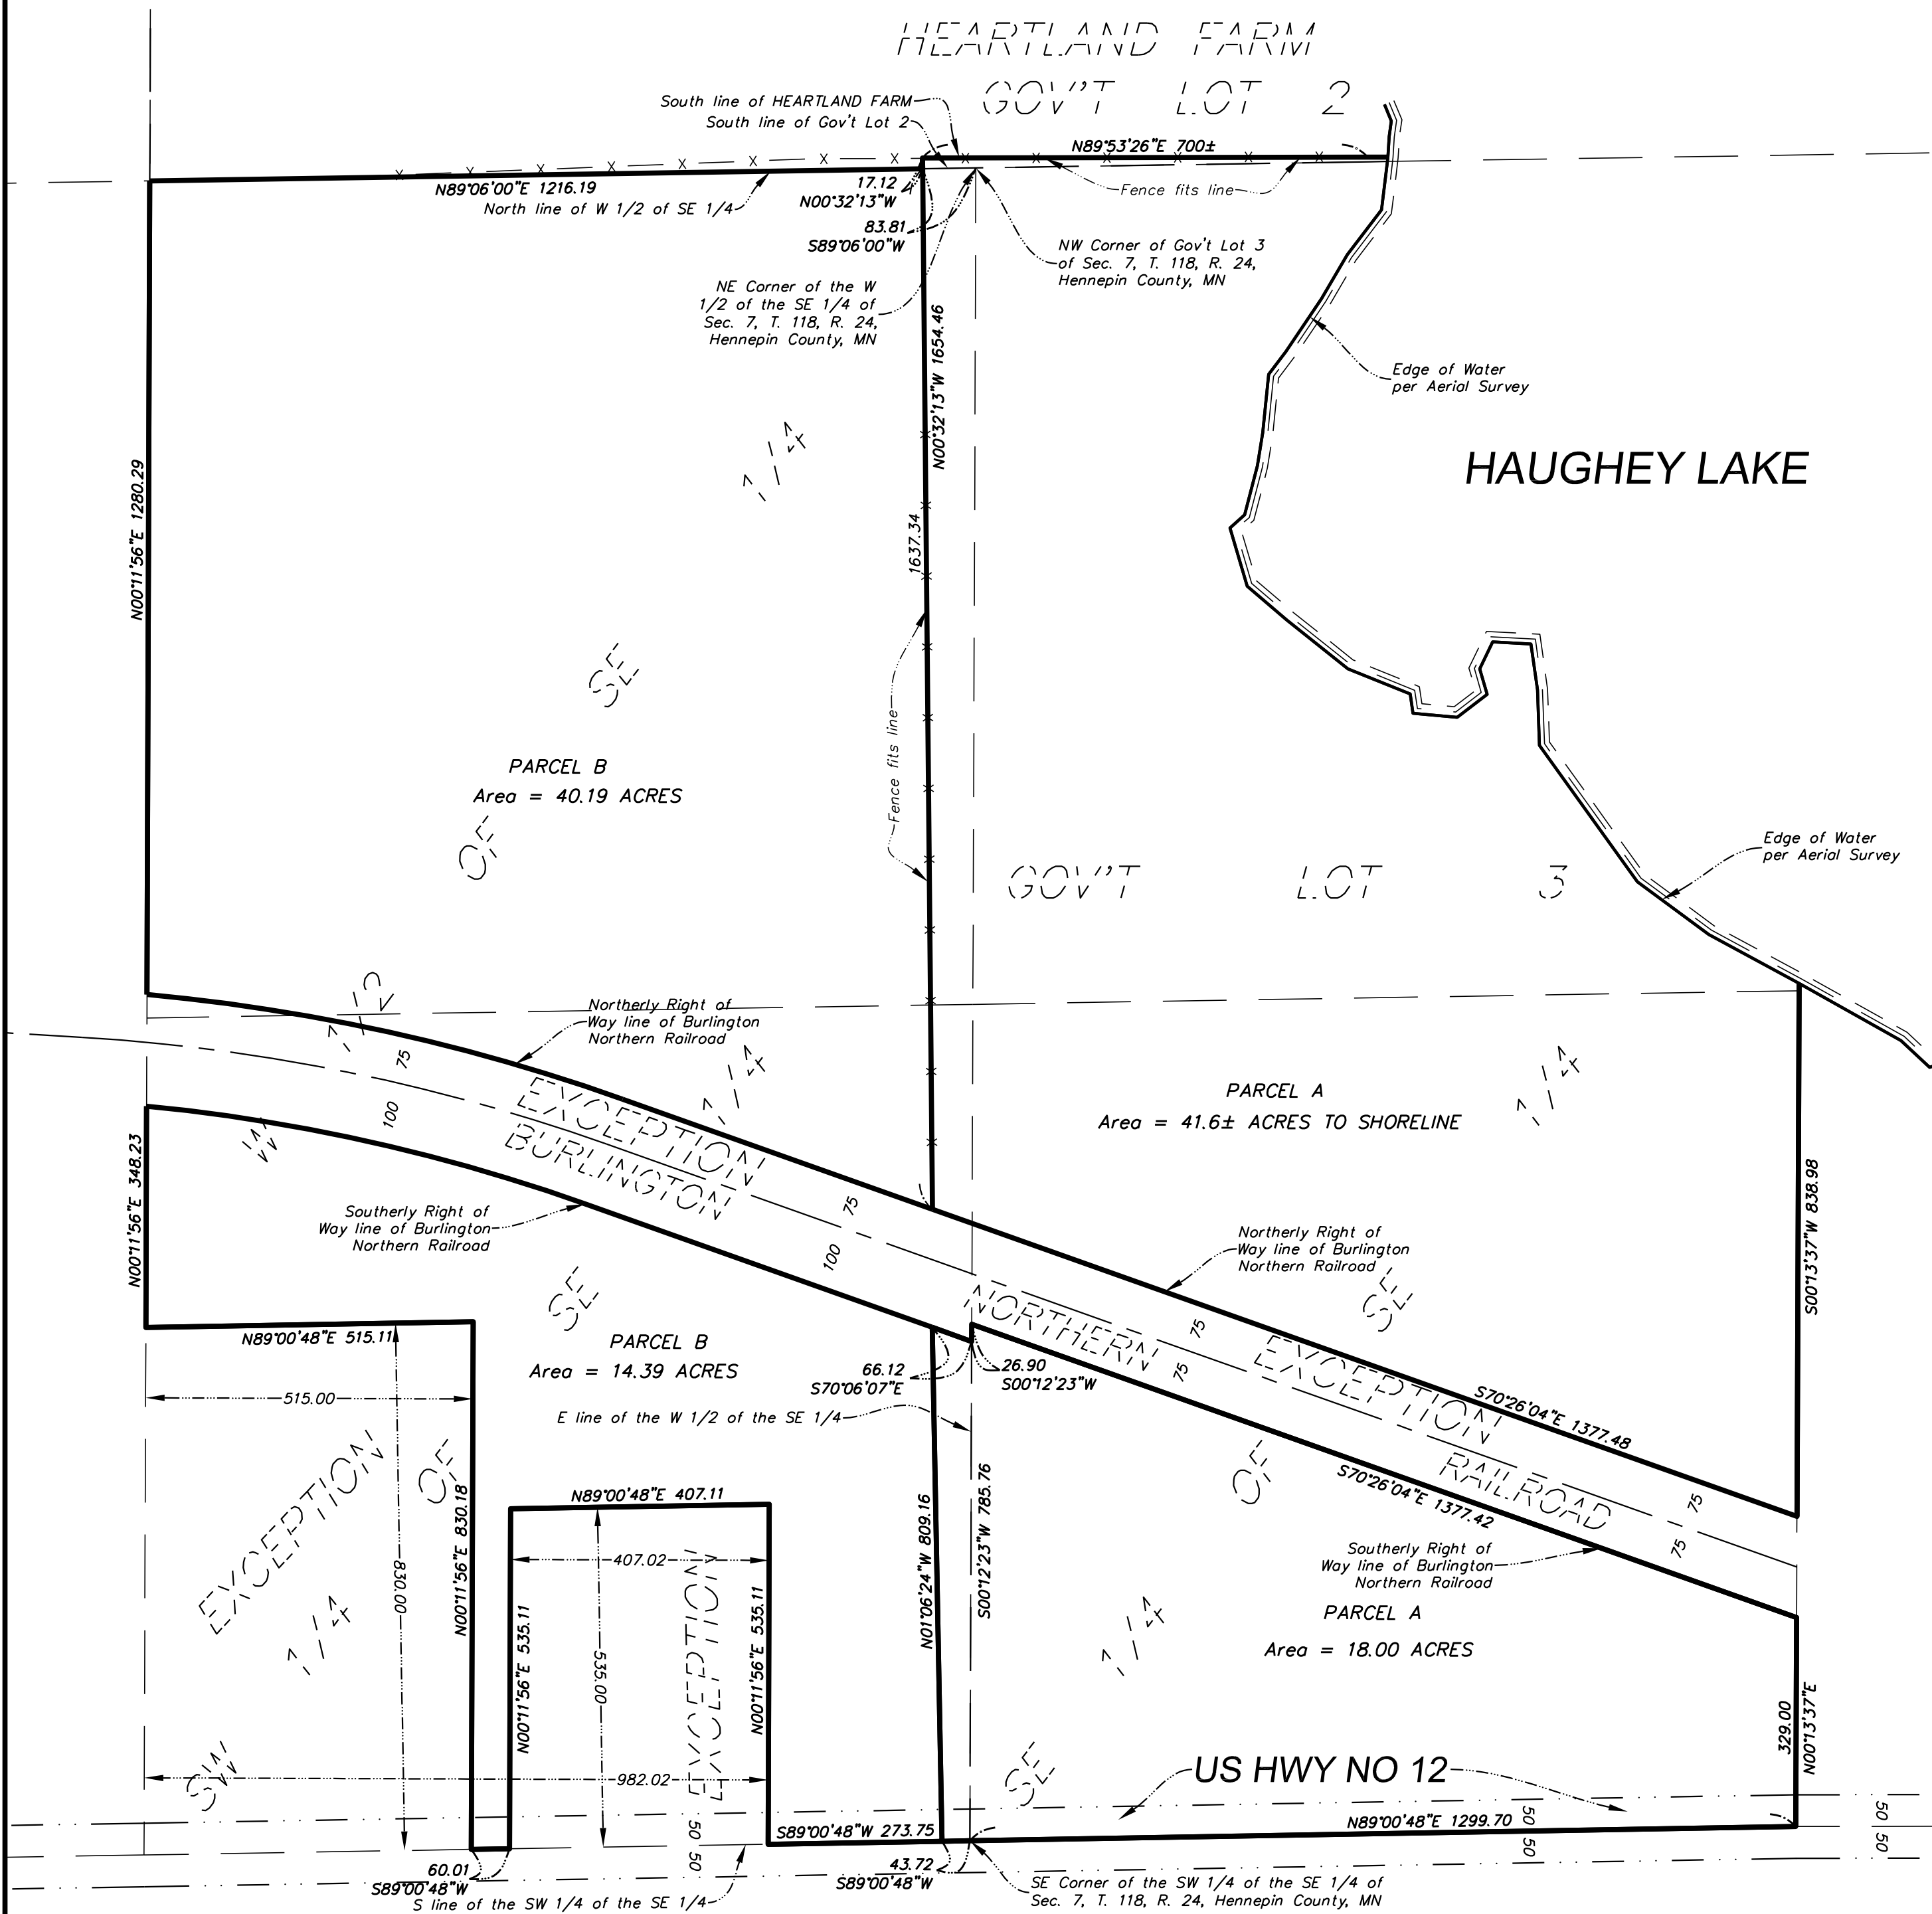 HEARTLAND FARM
GOV'T LOT 2
South line of HEARTLAND FARM
South line of Gov't Lot 2
N89°53'26"E 700±
N89°06'00"E 1216.19
North line of W 1/2 of SE 1/4
17.12
N00°32'13"W
83.81
S89°06'00"W
Fence fits line
NW Corner of Gov't Lot 3
of Sec. 7, T. 118, R. 24,
Hennepin County, MN
NE Corner of the W
1/2 of the SE 1/4 of
Sec. 7, T. 118, R. 24,
Hennepin County, MN
N00°32'13"W 1654.46
Edge of Water
per Aerial Survey
HAUGHEY LAKE
1/4
N00°11'56"E 1280.29
1637.34
SE
Fence fits line
PARCEL B
Area = 40.19 ACRES
OF
GOV'T LOT 3
Edge of Water
per Aerial Survey
1/2
Northerly Right of
Way line of Burlington
Northern Railroad
75
100
1/4
EXCEPTION
BURLINGTON
W
PARCEL A
Area = 41.6± ACRES TO SHORELINE
1/4
N00°11'56"E 348.23
S00°13'37"W 838.98
Southerly Right of
Way line of Burlington
Northern Railroad
75
100
Northerly Right of
Way line of Burlington
Northern Railroad
SE
SE
NORTHERN
75
75
EXCEPTION
RAILROAD
N89°00'48"E 515.11
PARCEL B
Area = 14.39 ACRES
66.12
S70°06'07"E
26.90
S00°12'23"W
515.00
E line of the W 1/2 of the SE 1/4
S70°26'04"E 1377.48
S70°26'04"E 1377.42
75
75
OF
OF
EXCEPTION
1/4
N89°00'48"E 407.11
N00°11'56"E 830.18
830.00
407.02
EXCEPTION
N01°06'24"W 809.16
S00°12'23"W 785.76
Southerly Right of
Way line of Burlington
Northern Railroad
PARCEL A
Area = 18.00 ACRES
1/4
N00°11'56"E 535.11
535.00
N00°11'56"E 535.11
329.00
N00°13'37"E
SW
982.02
SE
US HWY NO 12
S89°00'48"W 273.75
N89°00'48"E 1299.70
50 50
50 50
50 50
60.01
S89°00'48"W
43.72
S89°00'48"W
S line of the SW 1/4 of the SE 1/4
SE Corner of the SW 1/4 of the SE 1/4 of
Sec. 7, T. 118, R. 24, Hennepin County, MN